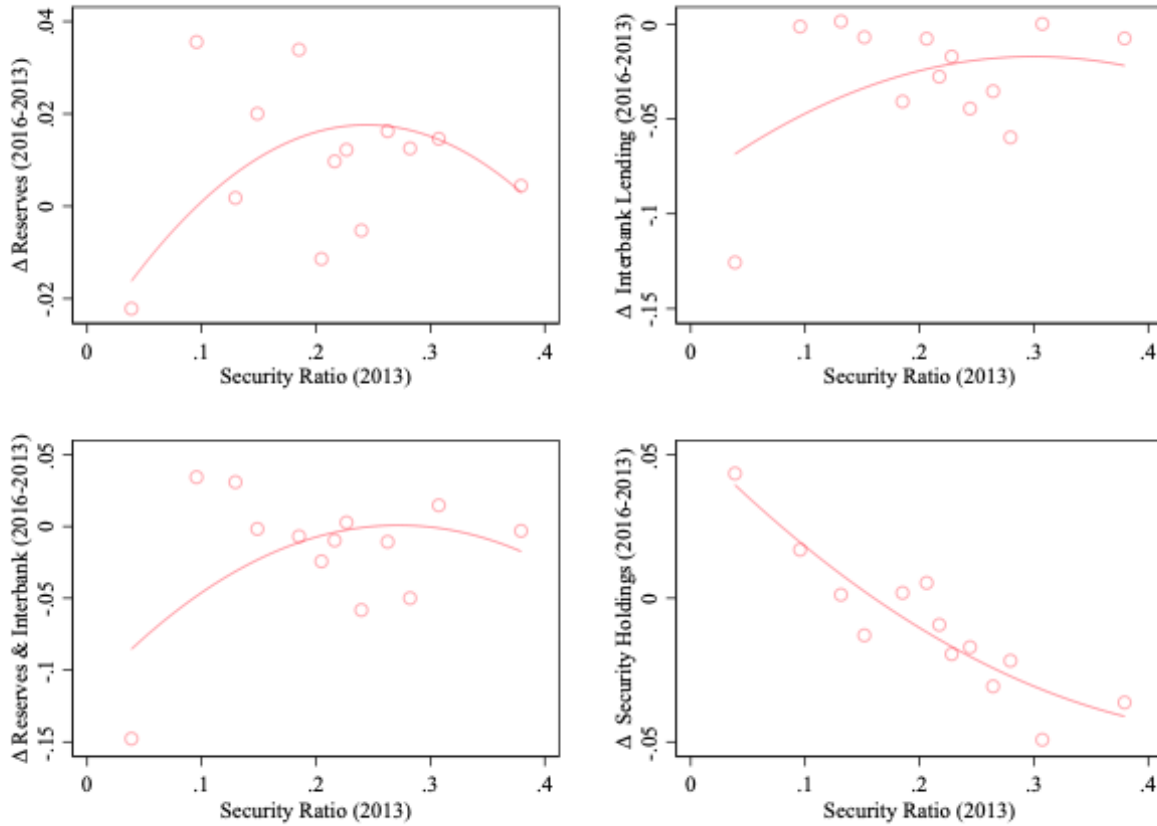 Δ Reserves (2016-2013)
.04
.02
0
-.02
0 .1 .2 .3 .4
Security Ratio (2013)
Δ Interbank Lending (2016-2013)
0
-.05
-.1
-.15
0 .1 .2 .3 .4
Security Ratio (2013)
Δ Reserves & Interbank (2016-2013)
.05
0
-.05
-.1
-.15
0 .1 .2 .3 .4
Security Ratio (2013)
Δ Security Holdings (2016-2013)
.05
0
-.05
0 .1 .2 .3 .4
Security Ratio (2013)